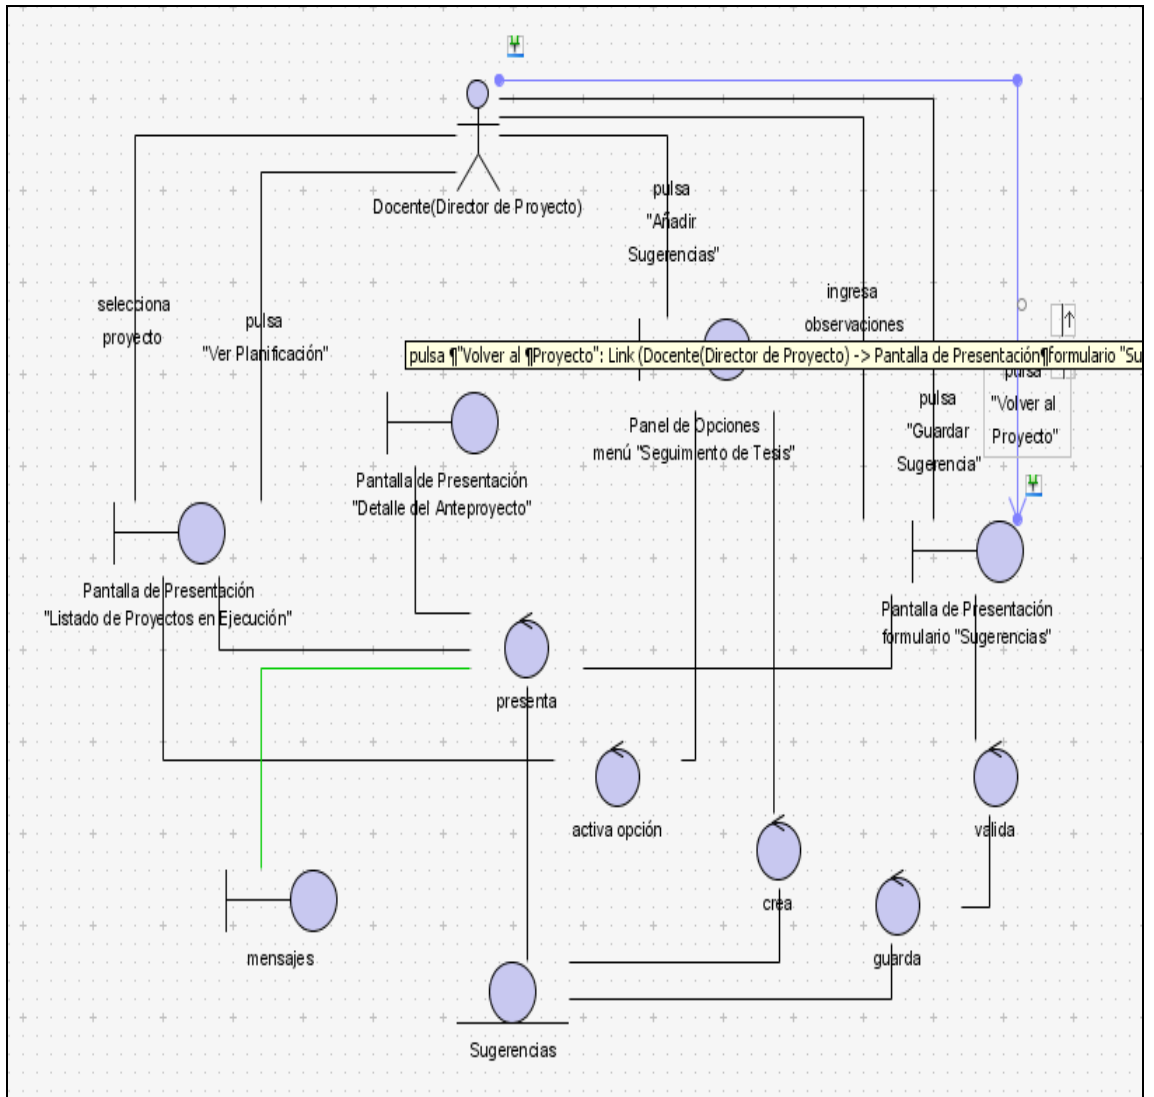 Docente(Director de Proyecto)
pulsa
"Añadir
Sugerencias"
selecciona
proyecto
pulsa
"Ver Planificación"
ingresa
observaciones
pulsa ¶"Volver al ¶Proyecto": Link (Docente(Director de Proyecto) -> Pantalla de Presentación¶formulario "Su
pulsa
"Volver al
Proyecto"
pulsa
"Guardar
Sugerencia"
Panel de Opciones
menú "Seguimiento de Tesis"
Pantalla de Presentación
"Detalle del Anteproyecto"
Pantalla de Presentación
"Listado de Proyectos en Ejecución"
Pantalla de Presentación
formulario "Sugerencias"
presenta
activa opción
valida
crea
guarda
mensajes
Sugerencias